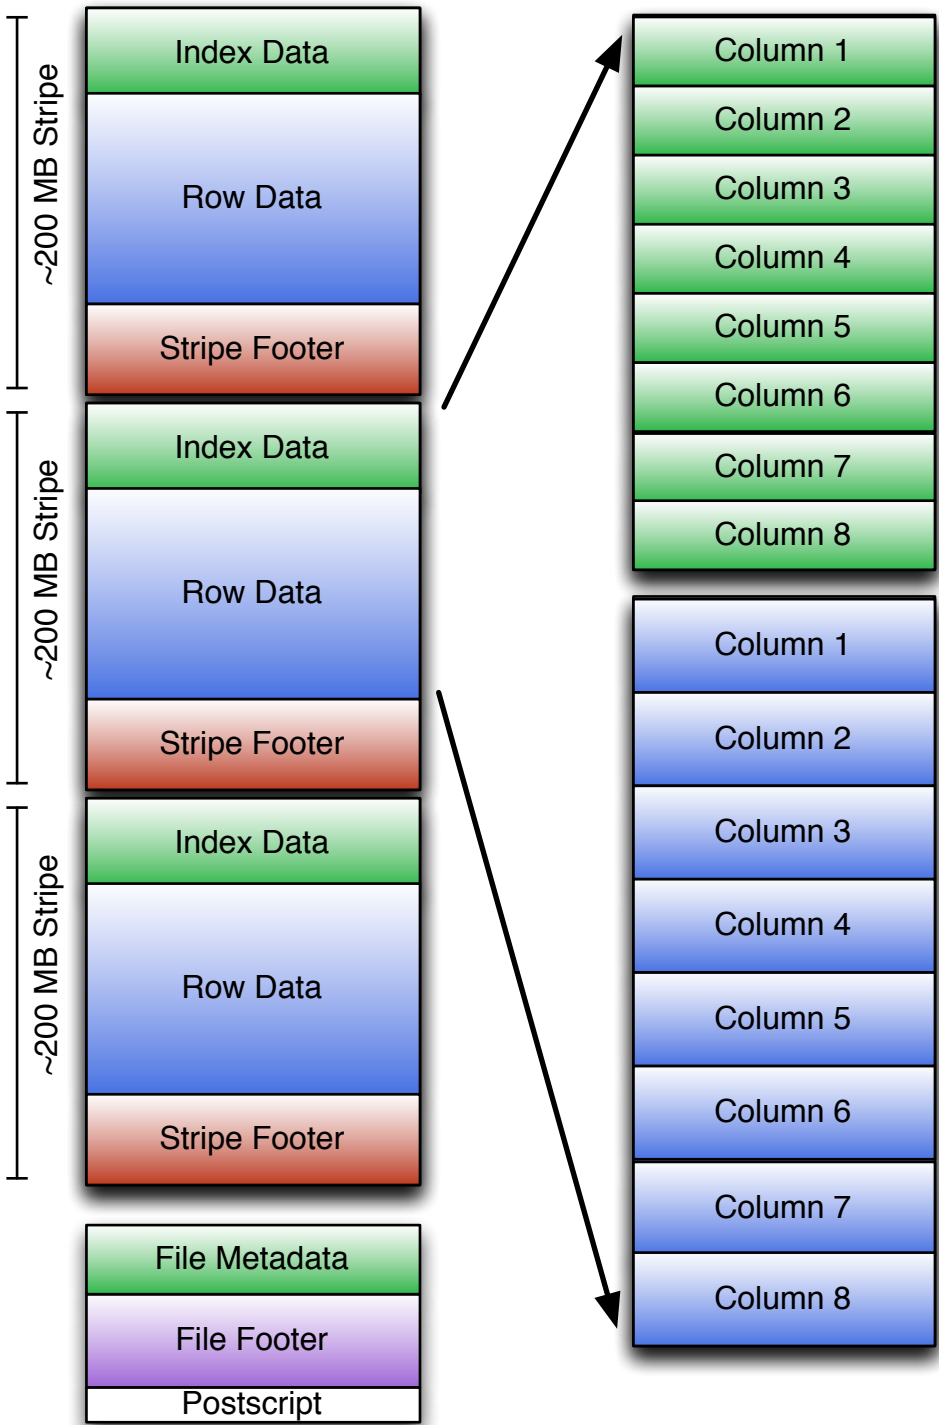 ~200 MB Stripe
Index Data
Row Data
Stripe Footer
~200 MB Stripe
Index Data
Row Data
Stripe Footer
~200 MB Stripe
Index Data
Row Data
Stripe Footer
File Metadata
File Footer
Postscript
Column 1
Column 2
Column 3
Column 4
Column 5
Column 6
Column 7
Column 8
Column 1
Column 2
Column 3
Column 4
Column 5
Column 6
Column 7
Column 8